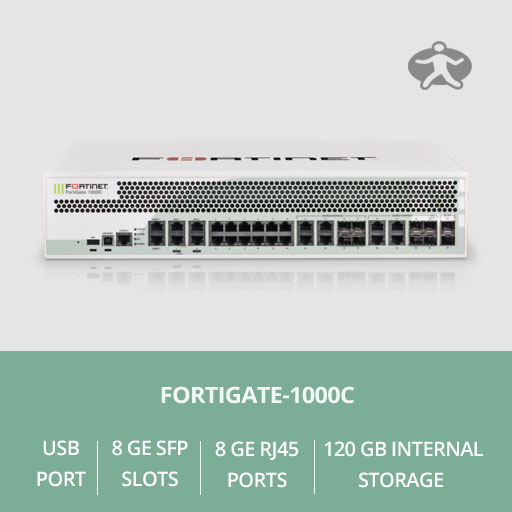 FORTINET
FORTINET
FortiGate 1000C
FORTIGATE-1000C
USB PORT
8 GE SFP SLOTS
8 GE RJ45 PORTS
120 GB INTERNAL STORAGE